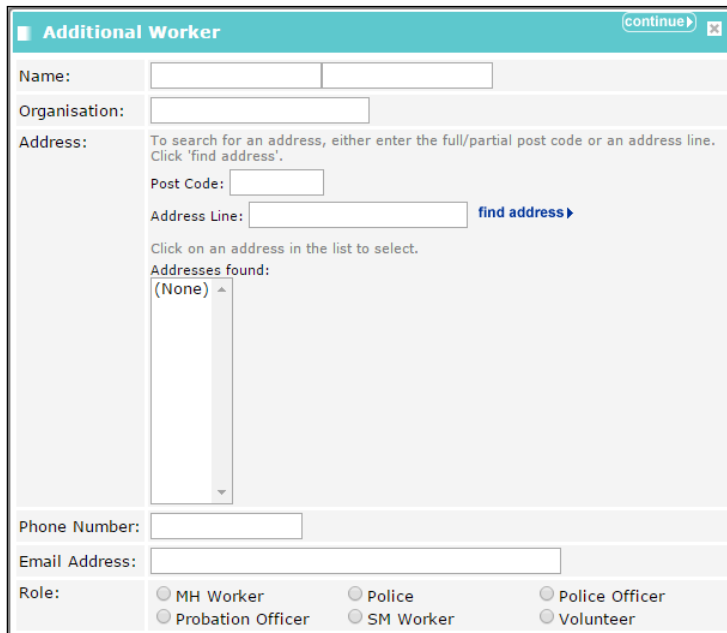 Additional Worker continue
Name:
Organisation:
Address: To search for an address, either enter the full/partial post code or an address line.
Click 'find address'.
Post Code:
Address Line: find address
Click on an address in the list to select.
Addresses found:
(None)
Phone Number:
Email Address:
Role: MH Worker Police Police Officer
Probation Officer SM Worker Volunteer